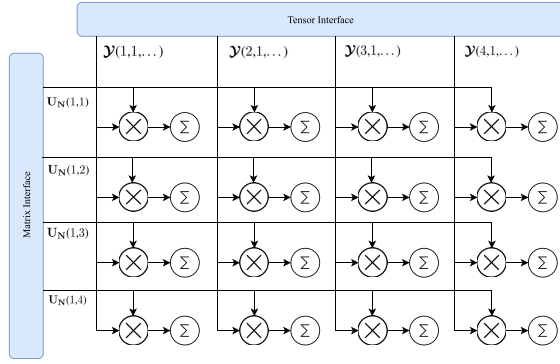 Tensor Interface
𝓨(1,1,...) 𝓨(2,1,...) 𝓨(3,1,...) 𝓨(4,1,...)
Matrix Interface
U_N(1,1)
× Σ × Σ × Σ × Σ
U_N(1,2)
× Σ × Σ × Σ × Σ
U_N(1,3)
× Σ × Σ × Σ × Σ
U_N(1,4)
× Σ × Σ × Σ × Σ